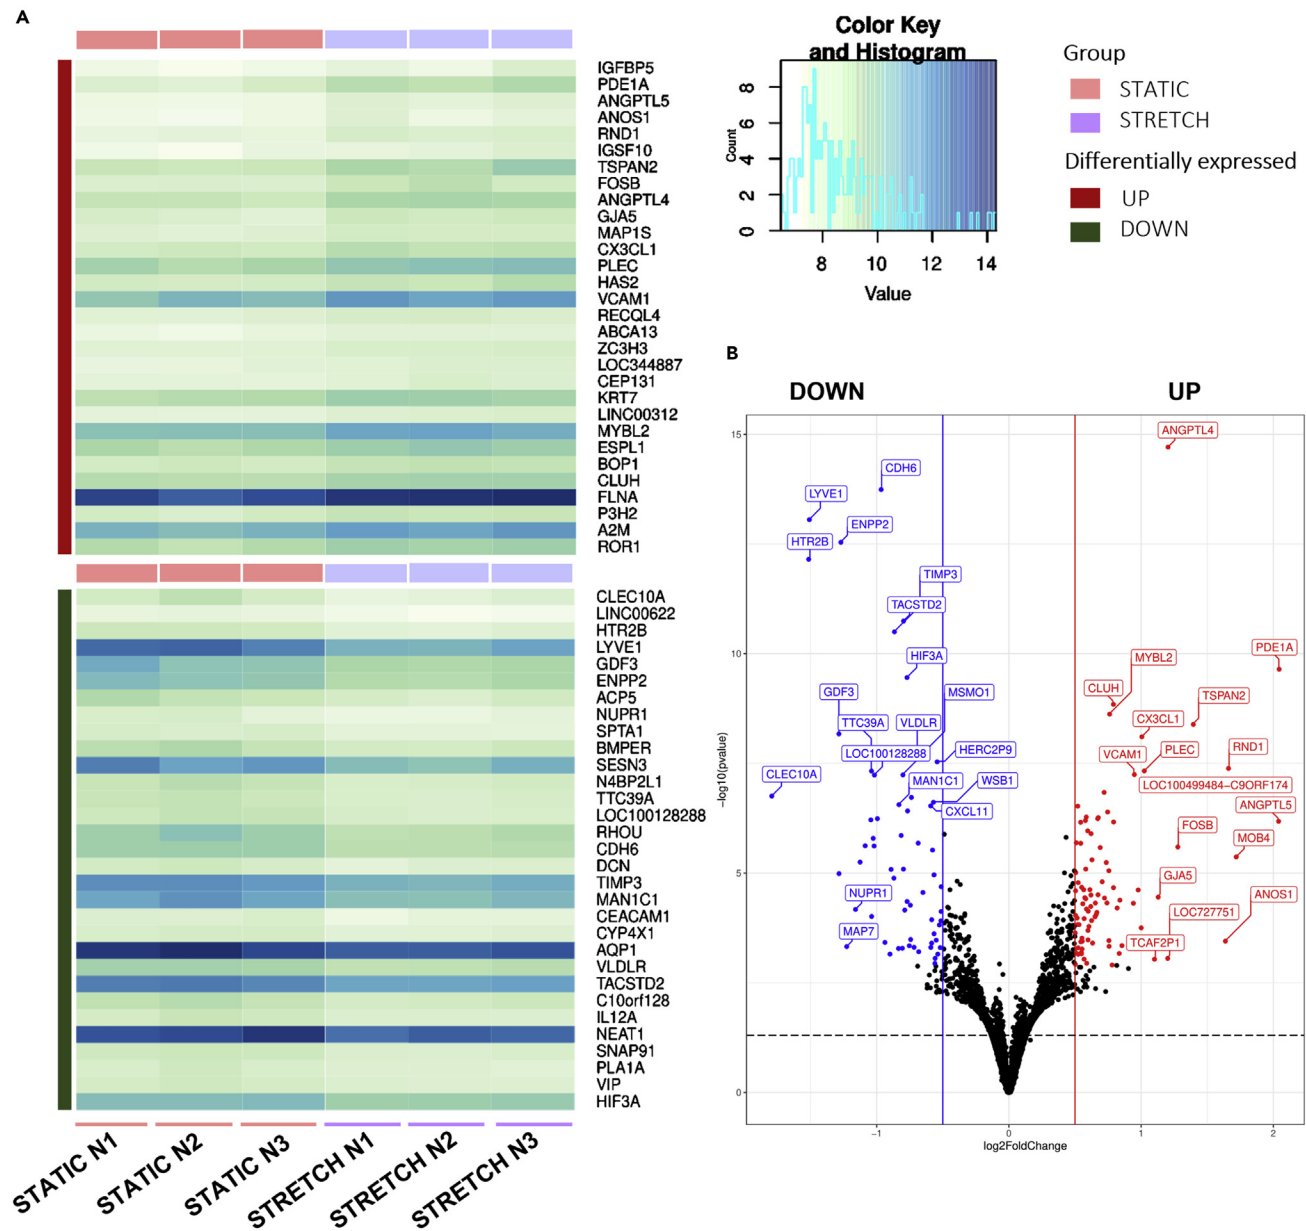 A
IGFBP5
PDE1A
ANGPTL5
ANOS1
RND1
IGSF10
TSPAN2
FOSB
ANGPTL4
GJA5
MAP1S
CX3CL1
PLEC
HAS2
VCAM1
RECQL4
ABCA13
ZC3H3
LOC344887
CEP131
KRT7
LINC00312
MYBL2
ESPL1
BOP1
CLUH
FLNA
P3H2
A2M
ROR1
CLEC10A
LINC00622
HTR2B
LYVE1
GDF3
ENPP2
ACP5
NUPR1
SPTA1
BMPER
SESN3
N4BP2L1
TTC39A
LOC100128288
RHOU
CDH6
DCN
TIMP3
MAN1C1
CEACAM1
CYP4X1
AQP1
VLDLR
TACSTD2
C10orf128
IL12A
NEAT1
SNAP91
PLA1A
VIP
HIF3A
STATIC N1
STATIC N2
STATIC N3
STRETCH N1
STRETCH N2
STRETCH N3
Color Key
and Histogram
Count
0
2
4
6
8
8
10
12
14
Value
Group
STATIC
STRETCH
Differentially expressed
UP
DOWN
B
DOWN
UP
ANGPTL4
CDH6
LYVE1
ENPP2
HTR2B
TIMP3
TACSTD2
HIF3A
MYBL2
PDE1A
GDF3
MSMO1
CLUH
TSPAN2
TTC39A
VLDLR
CX3CL1
LOC100128288
HERC2P9
VCAM1
PLEC
RND1
CLEC10A
MAN1C1
WSB1
LOC100499484-C9ORF174
CXCL11
ANGPTL5
FOSB
MOB4
GJA5
NUPR1
ANOS1
LOC727751
MAP7
TCAF2P1
15
10
5
0
-log10(pvalue)
-1
0
1
2
log2FoldChange